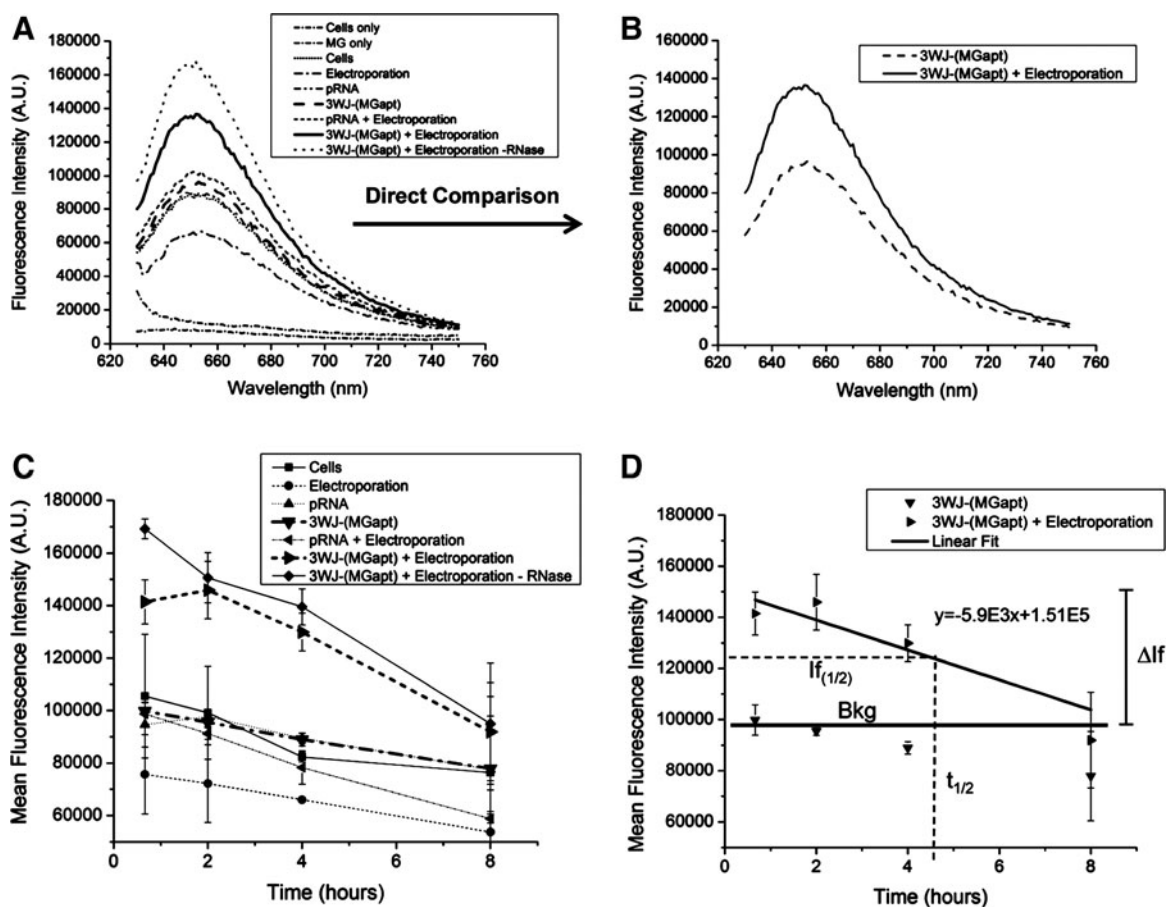 A
Fluorescence Intensity (A.U.)
180000
160000
140000
120000
100000
80000
60000
40000
20000
0
620 640 660 680 700 720 740 760
Wavelength (nm)
Cells only
MG only
Cells
Electroporation
pRNA
3WJ-(MGapt)
pRNA + Electroporation
3WJ-(MGapt) + Electroporation
3WJ-(MGapt) + Electroporation -RNase
Direct Comparison
B
Fluorescence Intensity (A.U.)
160000
140000
120000
100000
80000
60000
40000
20000
0
620 640 660 680 700 720 740 760
Wavelength (nm)
3WJ-(MGapt)
3WJ-(MGapt) + Electroporation
C
Mean Fluorescence Intensity (A.U.)
180000
160000
140000
120000
100000
80000
60000
0 2 4 6 8
Time (hours)
Cells
Electroporation
pRNA
3WJ-(MGapt)
pRNA + Electroporation
3WJ-(MGapt) + Electroporation
3WJ-(MGapt) + Electroporation - RNase
D
Mean Fluorescence Intensity (A.U.)
180000
160000
140000
120000
100000
80000
60000
0 2 4 6 8
Time (hours)
3WJ-(MGapt)
3WJ-(MGapt) + Electroporation
Linear Fit
y=-5.9E3x+1.51E5
ΔIf
If(1/2)
Bkg
t1/2